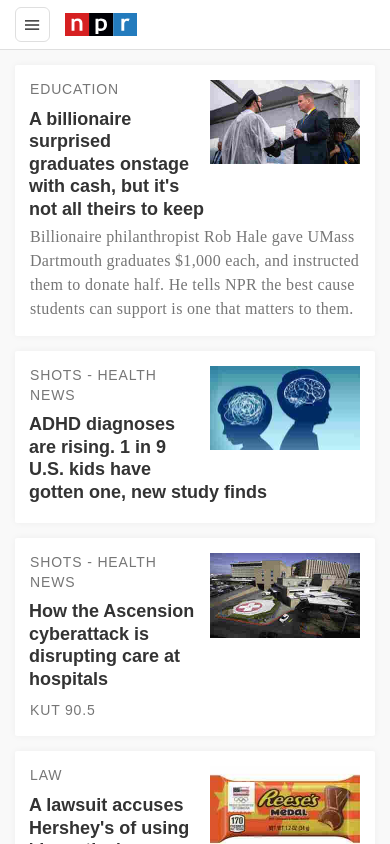 npr
EDUCATION
A billionaire
surprised
graduates onstage
with cash, but it's
not all theirs to keep
Billionaire philanthropist Rob Hale gave UMass
Dartmouth graduates $1,000 each, and instructed
them to donate half. He tells NPR the best cause
students can support is one that matters to them.
SHOTS - HEALTH
NEWS
ADHD diagnoses
are rising. 1 in 9
U.S. kids have
gotten one, new study finds
SHOTS - HEALTH
NEWS
How the Ascension
cyberattack is
disrupting care at
hospitals
KUT 90.5
LAW
A lawsuit accuses
Hershey's of using
Reese's
MEDAL
170
NET WT 1.2 OZ (34 g)